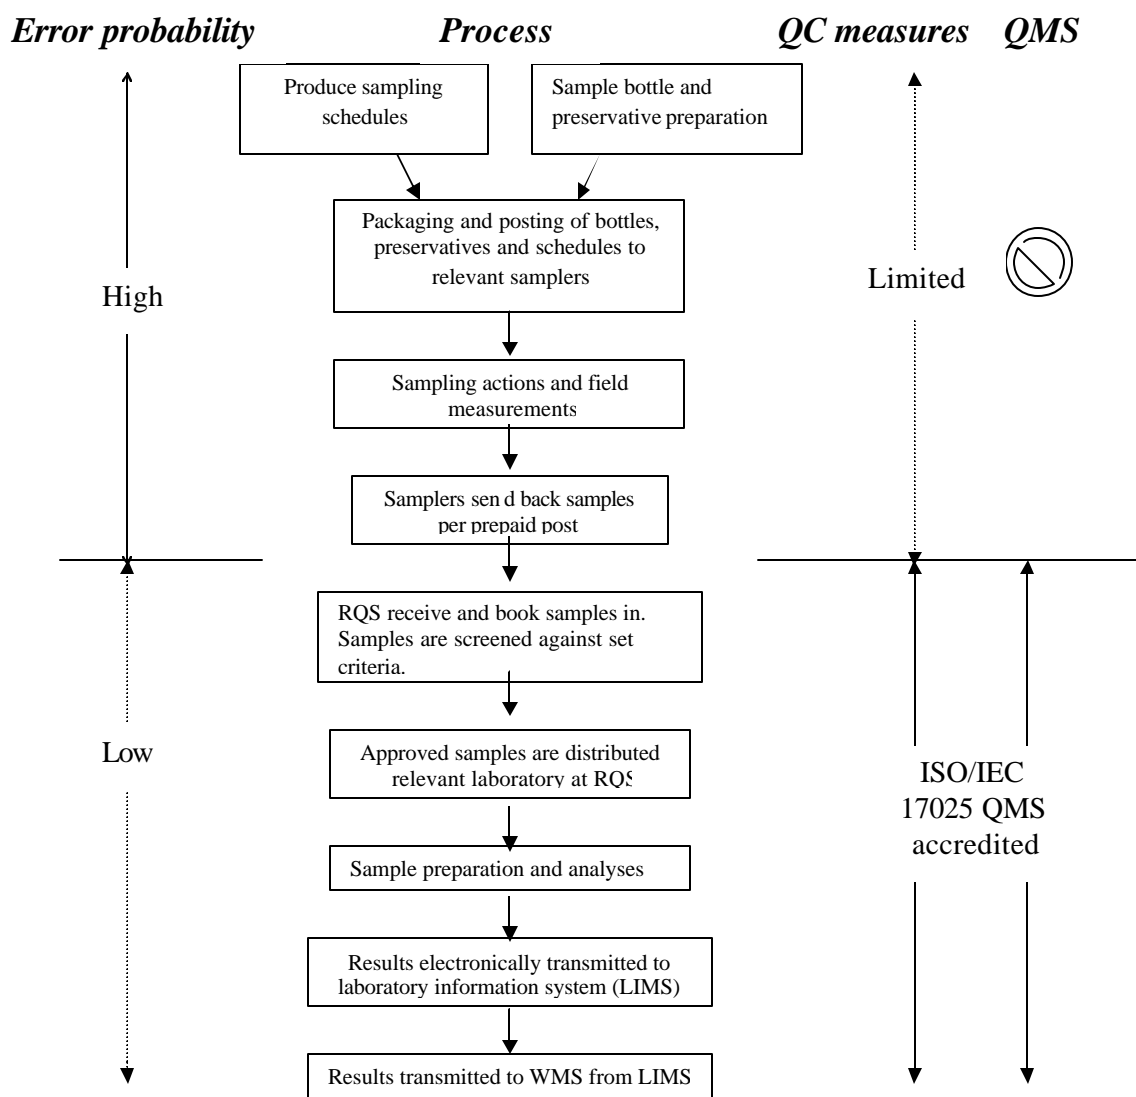 Error probability
Process
QC measures
QMS
Produce sampling
schedules
Sample bottle and
preservative preparation
Packaging and posting of bottles,
preservatives and schedules to
relevant samplers
High
Limited
Sampling actions and field
measurements
Samplers send back samples
per prepaid post
RQS receive and book samples in.
Samples are screened against set
criteria.
Low
Approved samples are distributed
relevant laboratory at RQS
ISO/IEC
17025 QMS
accredited
Sample preparation and analyses
Results electronically transmitted to
laboratory information system (LIMS)
Results transmitted to WMS from LIMS